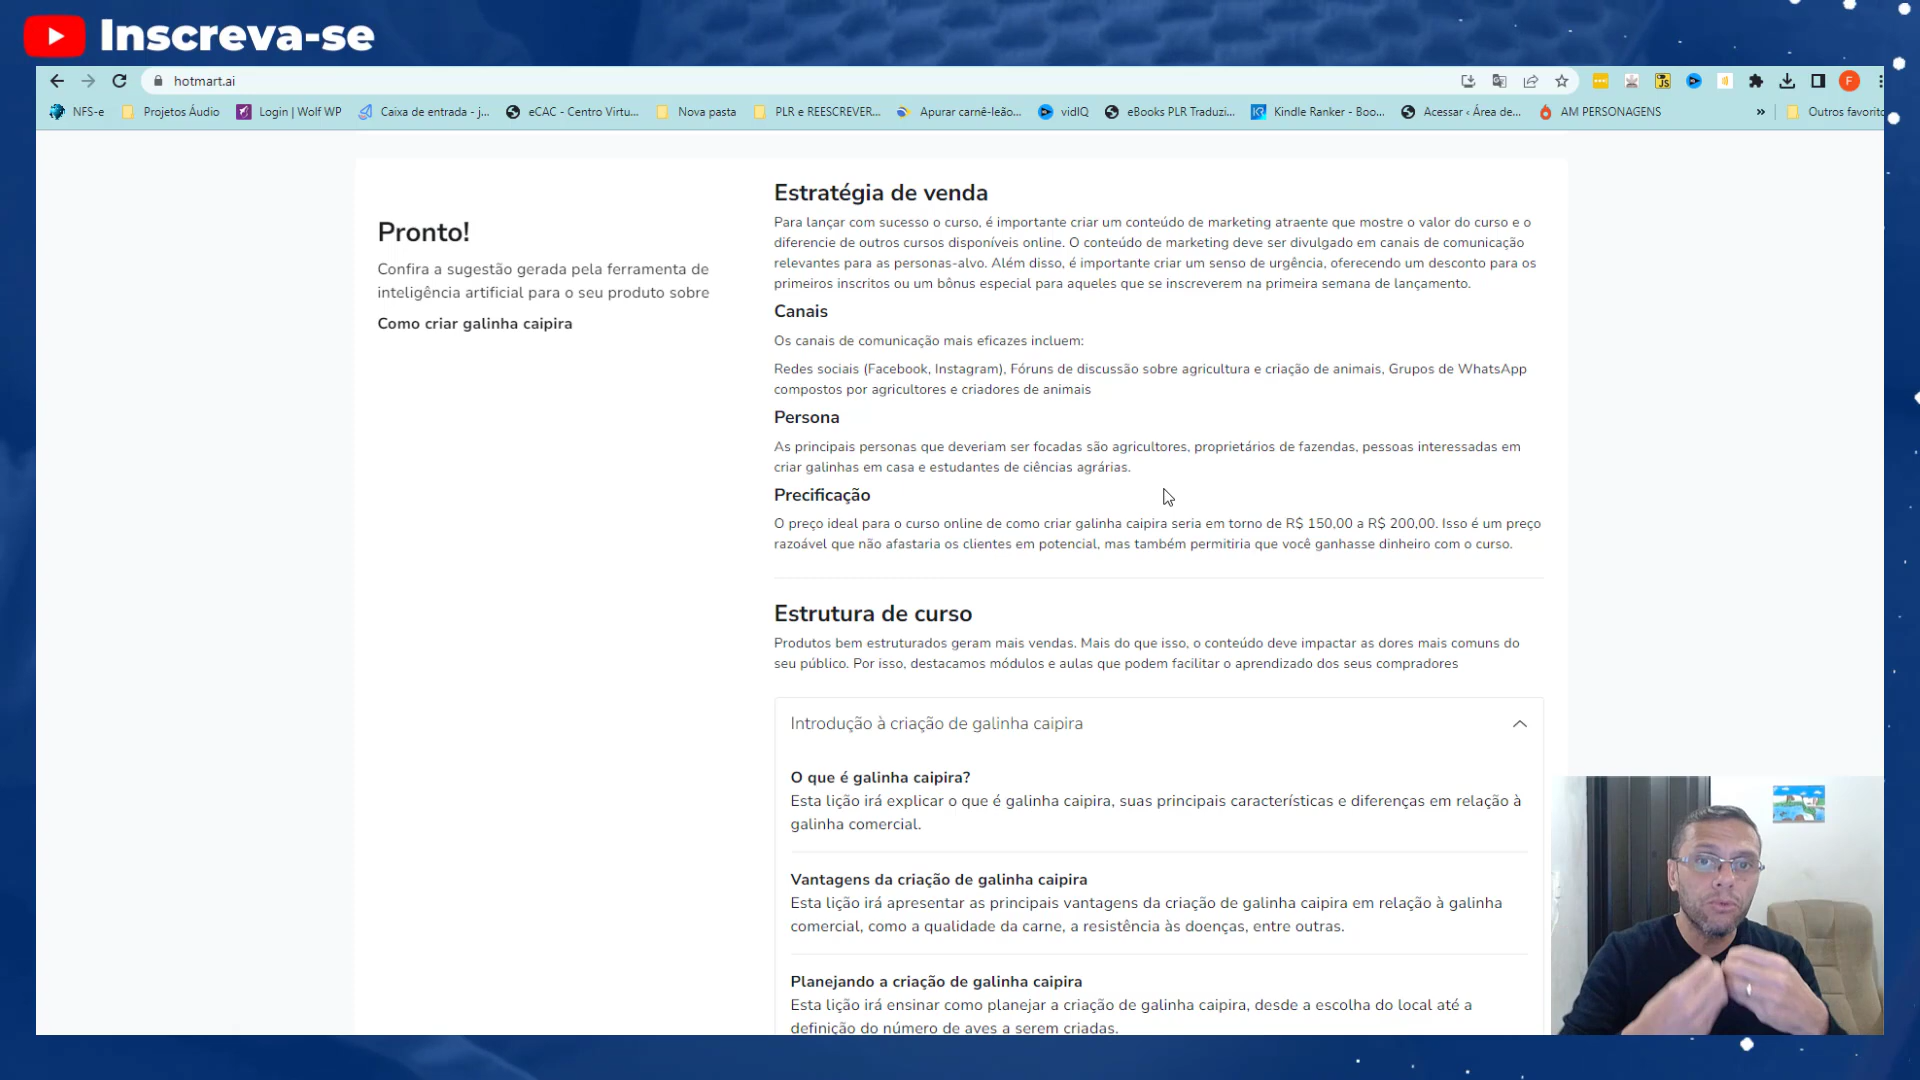 Inscreva-se
hotmart.ai
NFS-e
Projetos Áudio
Login | Wolf WP
Caixa de entrada - j...
eCAC - Centro Virtu...
Nova pasta
PLR e REESCREVER...
Apurar carnê-leão...
vidIQ
eBooks PLR Traduzi...
Kindle Ranker - Boo...
Acessar ‹ Área de...
AM PERSONAGENS
»
Outros favorito
Pronto!
Confira a sugestão gerada pela ferramenta de
inteligência artificial para o seu produto sobre
Como criar galinha caipira
Estratégia de venda
Para lançar com sucesso o curso, é importante criar um conteúdo de marketing atraente que mostre o valor do curso e o
diferencie de outros cursos disponíveis online. O conteúdo de marketing deve ser divulgado em canais de comunicação
relevantes para as personas-alvo. Além disso, é importante criar um senso de urgência, oferecendo um desconto para os
primeiros inscritos ou um bônus especial para aqueles que se inscreverem na primeira semana de lançamento.
Canais
Os canais de comunicação mais eficazes incluem:
Redes sociais (Facebook, Instagram), Fóruns de discussão sobre agricultura e criação de animais, Grupos de WhatsApp
compostos por agricultores e criadores de animais
Persona
As principais personas que deveriam ser focadas são agricultores, proprietários de fazendas, pessoas interessadas em
criar galinhas em casa e estudantes de ciências agrárias.
Precificação
O preço ideal para o curso online de como criar galinha caipira seria em torno de R$ 150,00 a R$ 200,00. Isso é um preço
razoável que não afastaria os clientes em potencial, mas também permitiria que você ganhasse dinheiro com o curso.
Estrutura de curso
Produtos bem estruturados geram mais vendas. Mais do que isso, o conteúdo deve impactar as dores mais comuns do
seu público. Por isso, destacamos módulos e aulas que podem facilitar o aprendizado dos seus compradores
Introdução à criação de galinha caipira
O que é galinha caipira?
Esta lição irá explicar o que é galinha caipira, suas principais características e diferenças em relação à
galinha comercial.
Vantagens da criação de galinha caipira
Esta lição irá apresentar as principais vantagens da criação de galinha caipira em relação à galinha
comercial, como a qualidade da carne, a resistência às doenças, entre outras.
Planejando a criação de galinha caipira
Esta lição irá ensinar como planejar a criação de galinha caipira, desde a escolha do local até a
definição do número de aves a serem criadas.